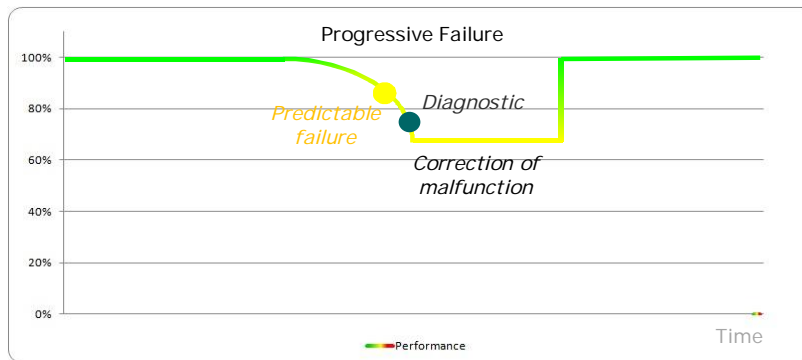 Progressive Failure
100%
80%
60%
40%
20%
0%
Diagnostic
Predictable
failure
Correction of
malfunction
Time
Performance